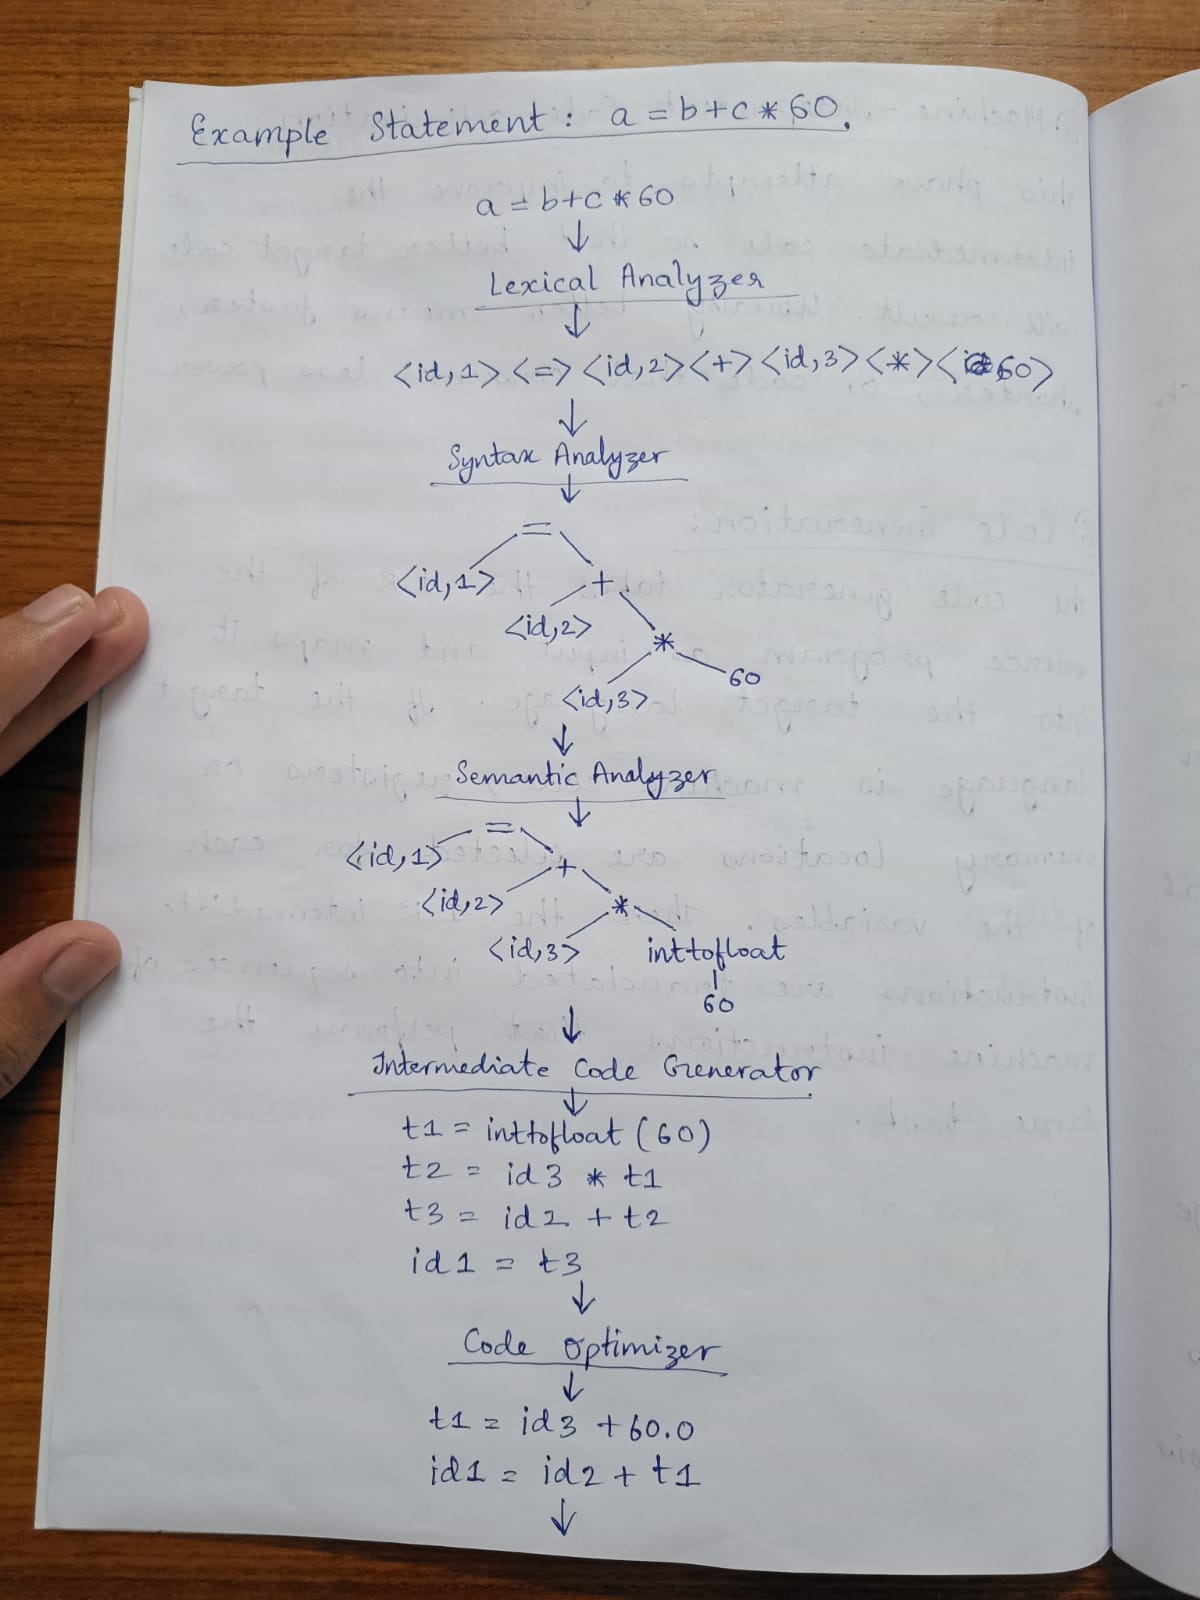 Example Statement : a = b+c * 60.
a = b+c * 60
↓
Lexical Analyzer
↓
<id,1> <=> <id,2> <+> <id,3> <*> <60>
↓
Syntax Analyzer
↓
=
<id,1> +
<id,2> *
60
<id,3>
↓
Semantic Analyzer
↓
=
<id,1> +
<id,2> *
<id,3> inttofloat
60
↓
Intermediate Code Generator
↓
t1 = inttofloat (60)
t2 = id3 * t1
t3 = id2 + t2
id1 = t3
↓
Code Optimizer
↓
t1 = id3 + 60.0
id1 = id2 + t1
↓